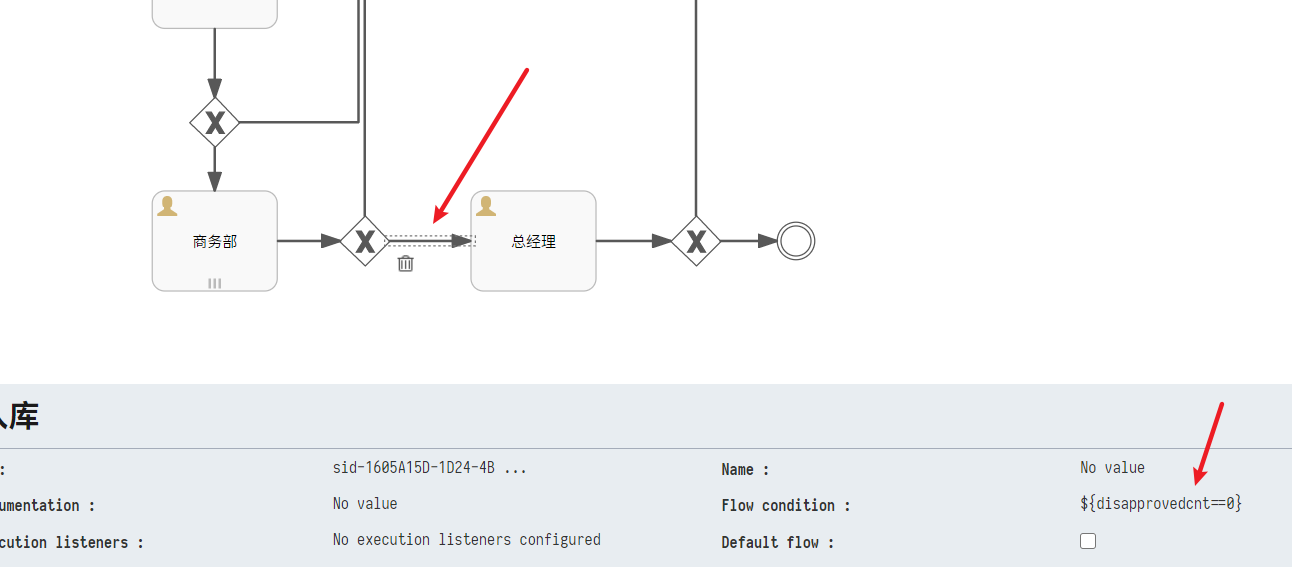 商务部
总经理
入库
:
sid-1605A15D-1D24-4B ...
Name :
No value
umentation :
No value
Flow condition :
${disapprovedcnt==0}
cution listeners :
No execution listeners configured
Default flow :